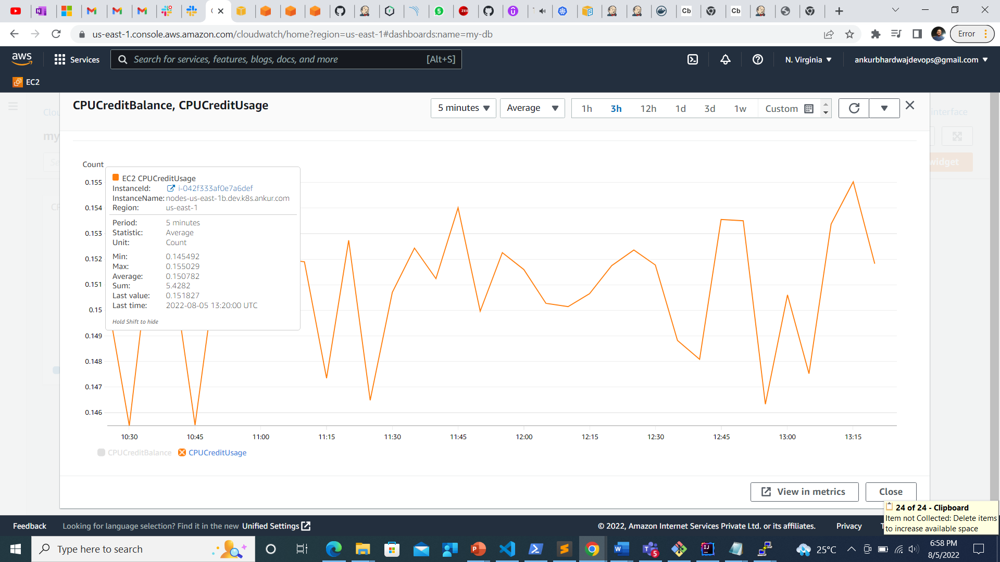 us-east-1.console.aws.amazon.com/cloudwatch/home?region=us-east-1#dashboards:name=my-db
Error
aws
Services
Search for services, features, blogs, docs, and more
[Alt+S]
N. Virginia
ankurbhardwajdevops@gmail.com
EC2
CPUCreditBalance, CPUCreditUsage
5 minutes
Average
1h
3h
12h
1d
3d
1w
Custom
interface
my
widget
Count
0.155
0.154
0.153
0.152
0.151
0.15
0.149
0.148
0.147
0.146
EC2 CPUCreditUsage
InstanceId: i-042f333af0e7a6def
InstanceName: nodes-us-east-1b.dev.k8s.ankur.com
Region: us-east-1
Period: 5 minutes
Statistic: Average
Unit: Count
Min: 0.145492
Max: 0.155029
Average: 0.150782
Sum: 5.4282
Last value: 0.151827
Last time: 2022-08-05 13:20:00 UTC
Hold Shift to hide
10:30
10:45
11:00
11:15
11:30
11:45
12:00
12:15
12:30
12:45
13:00
13:15
CPUCreditBalance
CPUCreditUsage
View in metrics
Close
24 of 24 - Clipboard
Item not Collected: Delete items
to increase available space
Feedback
Looking for language selection? Find it in the new Unified Settings
© 2022, Amazon Internet Services Private Ltd. or its affiliates.
Privacy
Type here to search
25°C
6:58 PM
8/5/2022